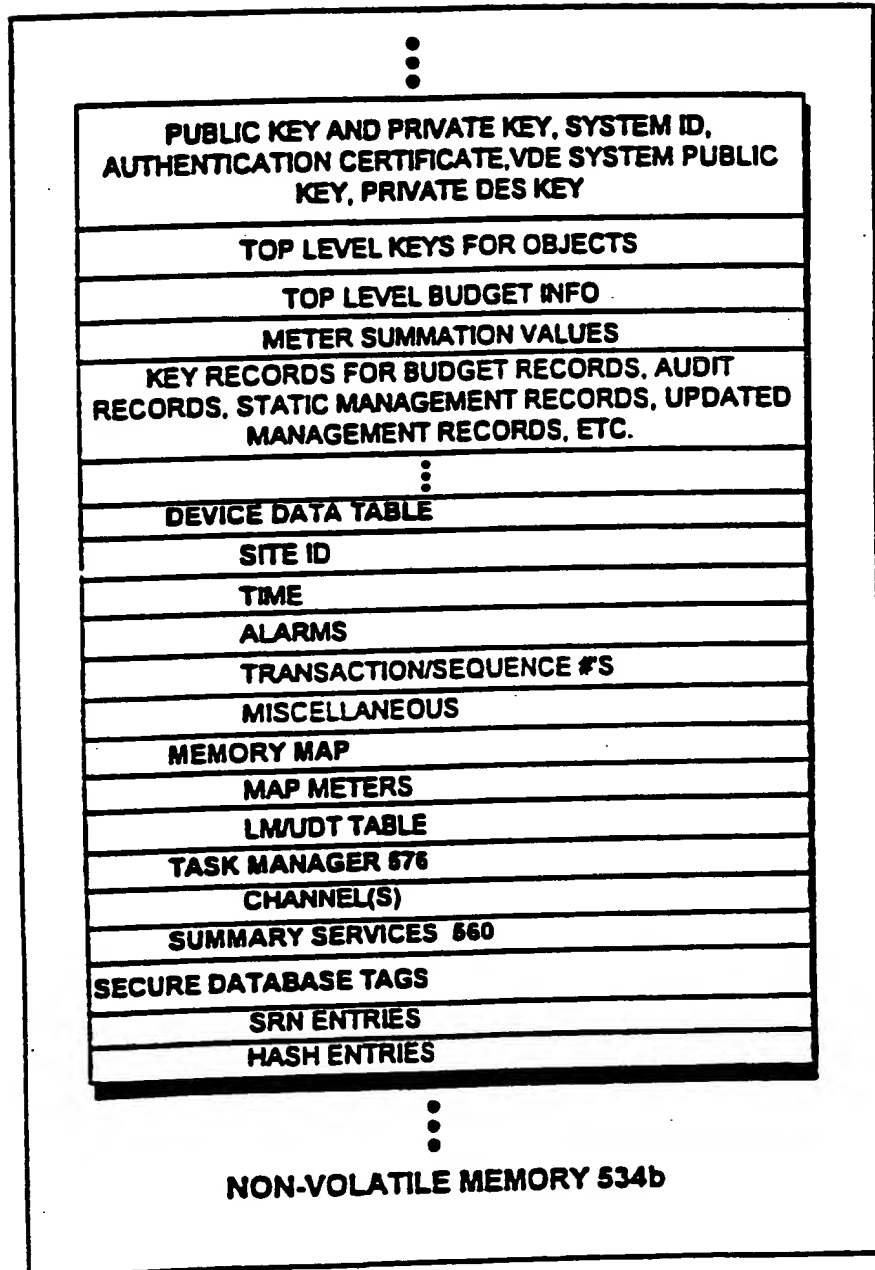 PUBLIC KEY AND PRIVATE KEY, SYSTEM ID,
AUTHENTICATION CERTIFICATE,VDE SYSTEM PUBLIC
KEY, PRIVATE DES KEY
TOP LEVEL KEYS FOR OBJECTS
TOP LEVEL BUDGET INFO
METER SUMMATION VALUES
KEY RECORDS FOR BUDGET RECORDS, AUDIT
RECORDS, STATIC MANAGEMENT RECORDS, UPDATED
MANAGEMENT RECORDS, ETC.
DEVICE DATA TABLE
SITE ID
TIME
ALARMS
TRANSACTION/SEQUENCE #'S
MISCELLANEOUS
MEMORY MAP
MAP METERS
LM/UDT TABLE
TASK MANAGER 576
CHANNEL(S)
SUMMARY SERVICES 560
SECURE DATABASE TAGS
SRN ENTRIES
HASH ENTRIES
NON-VOLATILE MEMORY 534b